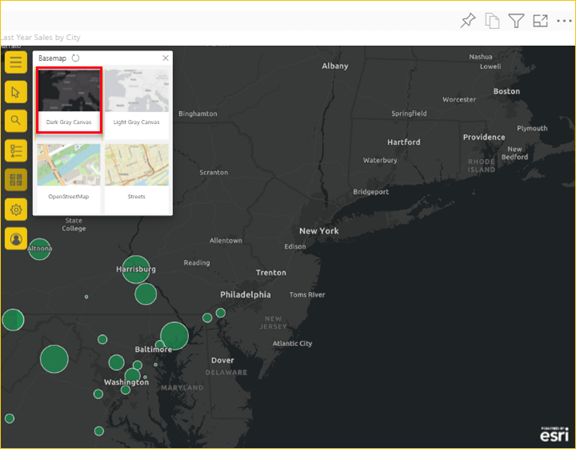 Last Year Sales by City
Basemap
Dark Gray Canvas
Light Gray Canvas
OpenStreetMap
Streets
Albany
Nashua
Lowell
Boston
Worcester
Binghamton
Springfield
Plymouth
Hartford
Providence
New
Bedford
Waterbury
RHODE
ISLAND
Scranton
Bridgeport
State
College
New York
Allentown
Edison
Altoona
Reading
Harrisburg
Trenton
Philadelphia
Toms River
NEW
JERSEY
Atlantic City
Baltimore
Dover
DELAWARE
Washington
MARYLAND
POWERED BY
esri